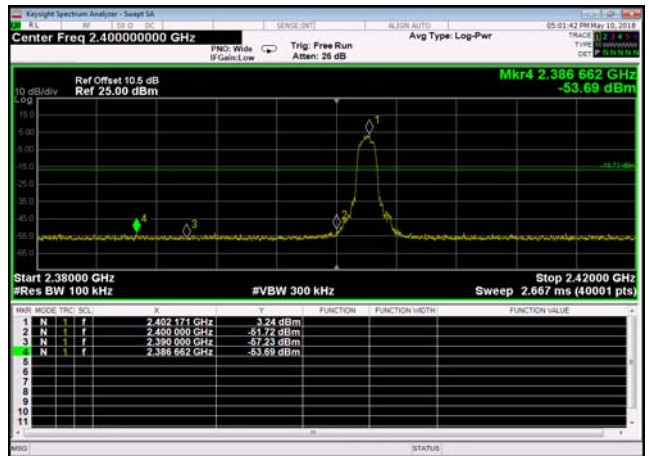 Keysight Spectrum Analyzer - Swept SA
RL RF 50 Ω DC SENSE:INT ALIGN AUTO 05:01:42 PM May 10, 2018
Center Freq 2.400000000 GHz
PNO: Wide
IFGain:Low
Trig: Free Run
Atten: 26 dB
Avg Type: Log-Pwr
TRACE 1 2 3 4 5 6
TYPE M W W W W W
DET P N N N N N
Mkr4 2.386 662 GHz
-53.69 dBm
Ref Offset 10.5 dB
10 dB/div Ref 25.00 dBm
Log
15.0
5.00
-5.00
-15.0
-16.72 dBm
-25.0
-35.0
-45.0
-55.0
-65.0
1
2
3
4
Start 2.38000 GHz Stop 2.42000 GHz
#Res BW 100 kHz #VBW 300 kHz Sweep 2.667 ms (40001 pts)
MKR MODE TRC SCL X Y FUNCTION FUNCTION WIDTH FUNCTION VALUE
1 N 1 f 2.402 171 GHz 3.24 dBm
2 N 1 f 2.400 000 GHz -51.72 dBm
3 N 1 f 2.390 000 GHz -57.23 dBm
4 N 1 f 2.386 662 GHz -53.69 dBm
5
6
7
8
9
10
11
MSG STATUS